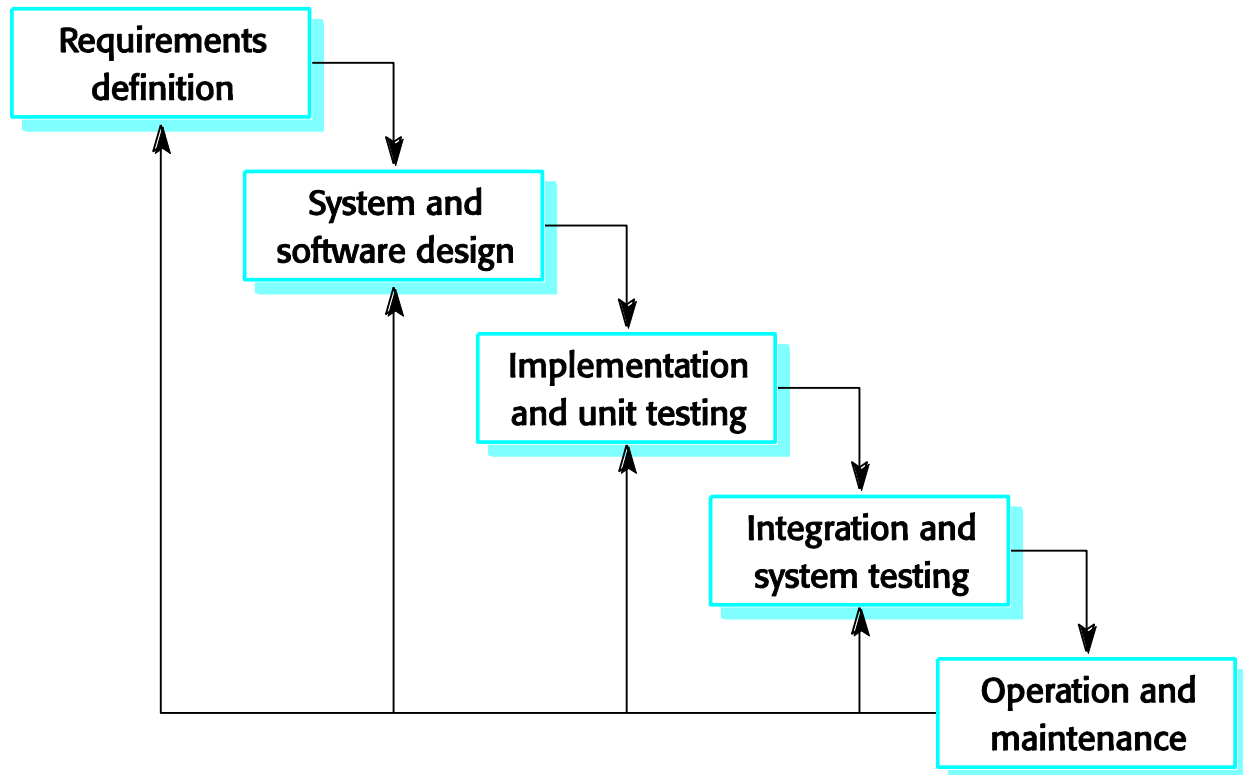 Requirements
definition
System and
software design
Implementation
and unit testing
Integration and
system testing
Operation and
maintenance